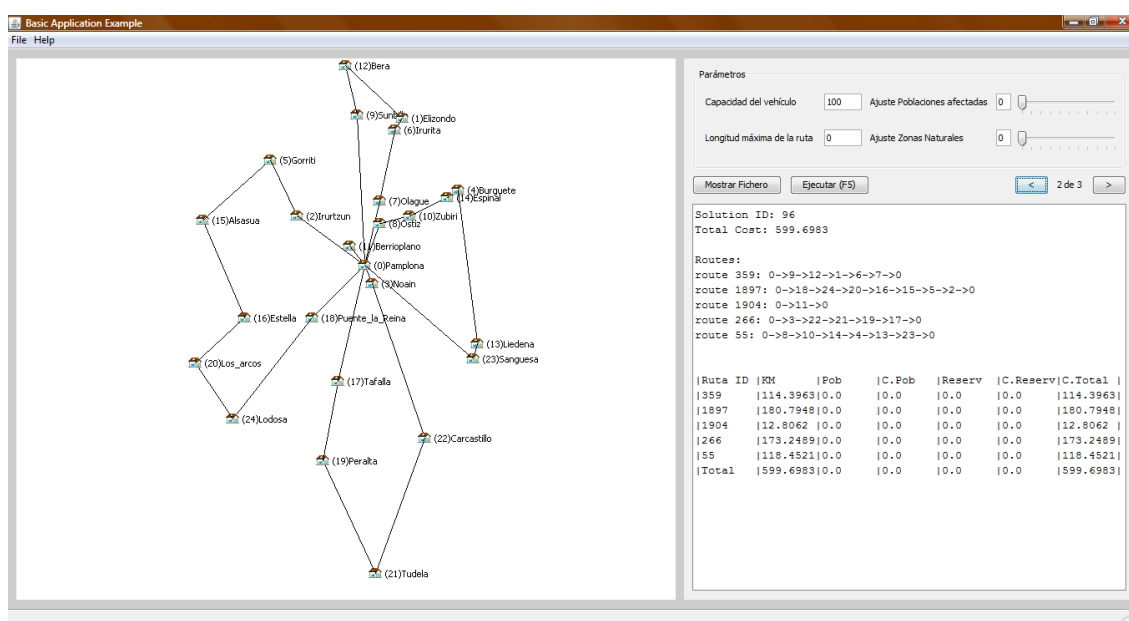 Basic Application Example
File Help
(12)Bera
(9)Sunb
(1)Elizondo
(6)Irurita
(5)Gorriti
(4)Burguete
(7)Olague
(14)Espinal
(15)Alsasua
(2)Irurtzun
(10)Zubiri
(8)Ostiz
(11)Berrioplano
(0)Pamplona
(3)Noain
(16)Estella
(18)Puente_la_Reina
(13)Liedena
(23)Sanguesa
(20)Los_arcos
(17)Tafalla
(24)Lodosa
(22)Carcastillo
(19)Peralta
(21)Tudela
Parámetros
Capacidad del vehículo 100 Ajuste Poblaciones afectadas 0
Longitud máxima de la ruta 0 Ajuste Zonas Naturales 0
Mostrar Fichero Ejecutar (F5) < 2 de 3 >
Solution ID: 96
Total Cost: 599.6983
Routes:
route 359: 0->9->12->1->6->7->0
route 1897: 0->18->24->20->16->15->5->2->0
route 1904: 0->11->0
route 266: 0->3->22->21->19->17->0
route 55: 0->8->10->14->4->13->23->0
|Ruta ID |KM |Pob |C.Pob |Reserv |C.Reserv|C.Total |
|359 |114.3963|0.0 |0.0 |0.0 |0.0 |114.3963|
|1897 |180.7948|0.0 |0.0 |0.0 |0.0 |180.7948|
|1904 |12.8062 |0.0 |0.0 |0.0 |0.0 |12.8062 |
|266 |173.2489|0.0 |0.0 |0.0 |0.0 |173.2489|
|55 |118.4521|0.0 |0.0 |0.0 |0.0 |118.4521|
|Total |599.6983|0.0 |0.0 |0.0 |0.0 |599.6983|